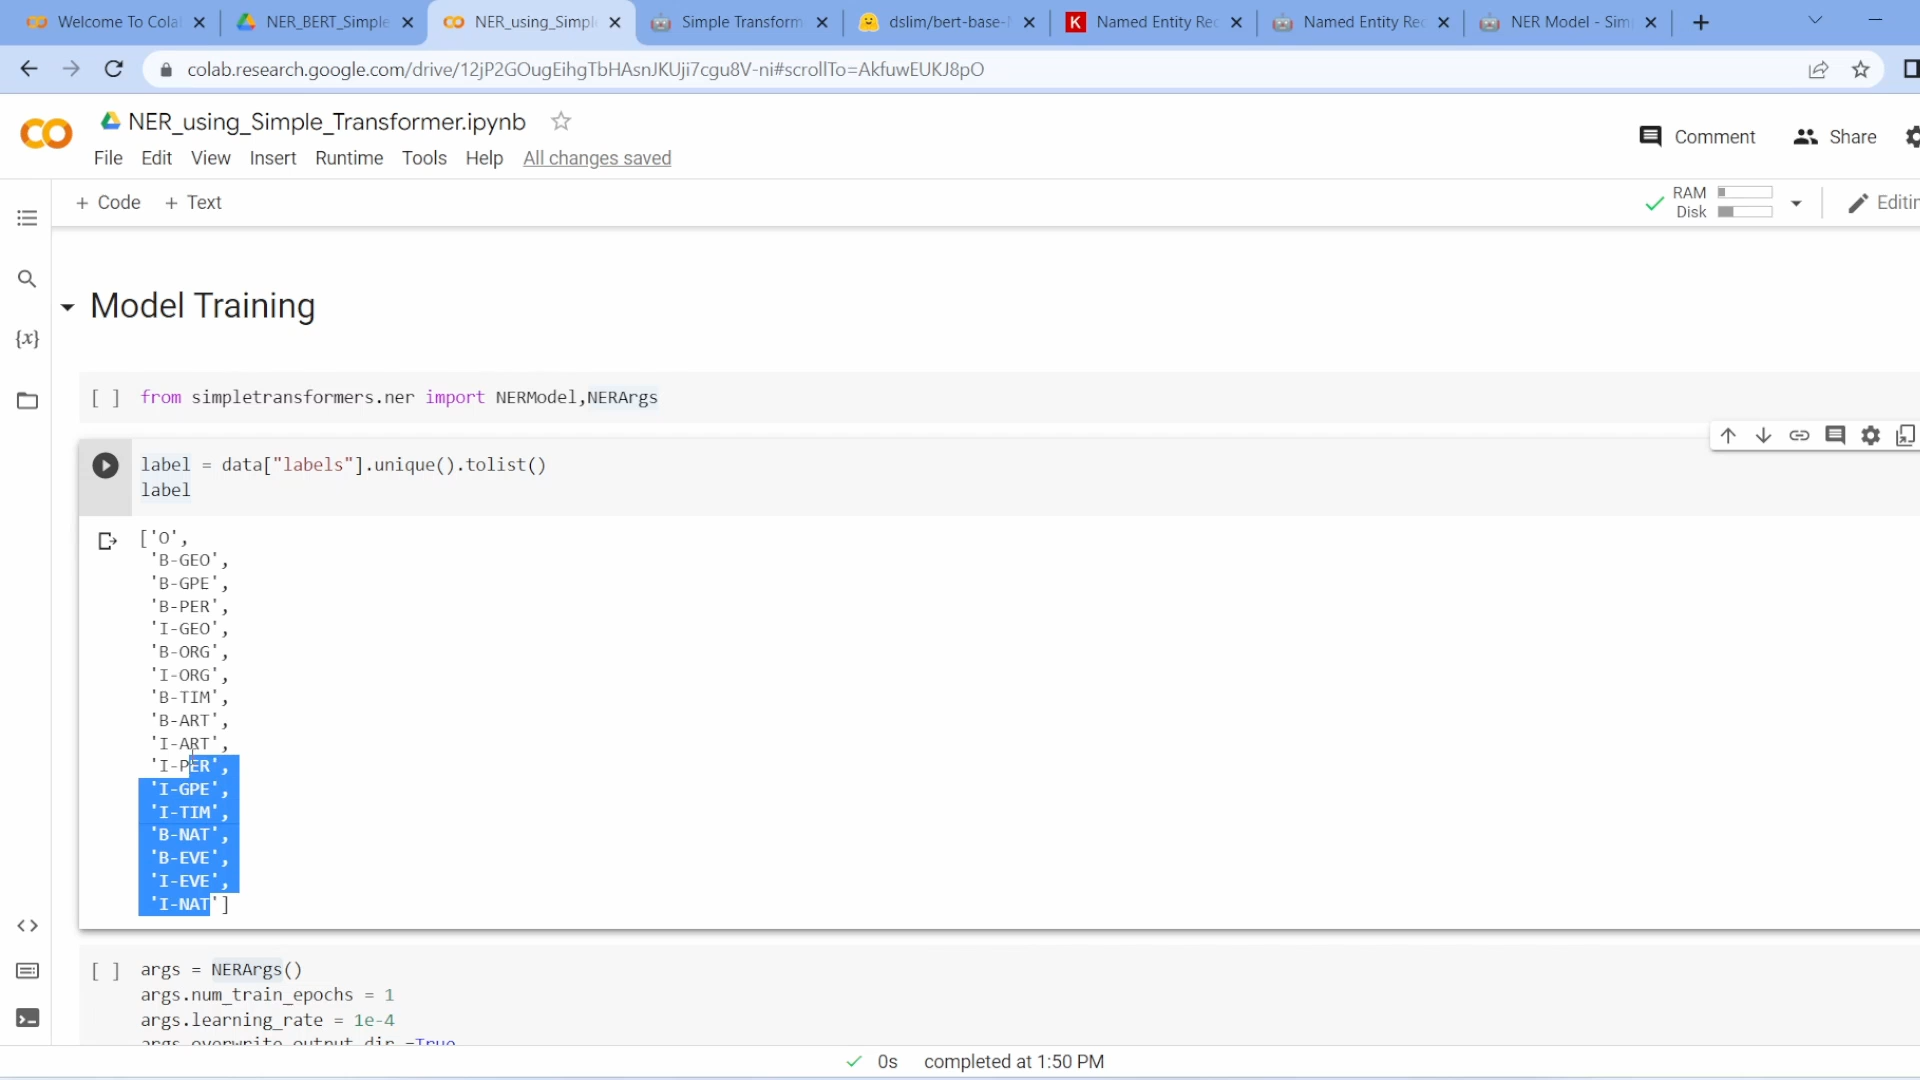 Welcome To Cola
NER_BERT_Simple
NER_using_Simpl
Simple Transform
dslim/bert-base-
K Named Entity Rec
Named Entity Rec
NER Model - Sim
colab.research.google.com/drive/12jP2GOugEihgTbHAsnJKUji7cgu8V-ni#scrollTo=AkfuwEUKJ8pO
NER_using_Simple_Transformer.ipynb
Comment
Share
File Edit View Insert Runtime Tools Help All changes saved
+ Code + Text
RAM
Disk
Editin
Model Training
[ ] from simpletransformers.ner import NERModel,NERArgs
label = data["labels"].unique().tolist()
label
['O',
'B-GEO',
'B-GPE',
'B-PER',
'I-GEO',
'B-ORG',
'I-ORG',
'B-TIM',
'B-ART',
'I-ART',
'I-PER',
'I-GPE',
'I-TIM',
'B-NAT',
'B-EVE',
'I-EVE',
'I-NAT']
[ ] args = NERArgs()
args.num_train_epochs = 1
args.learning_rate = 1e-4
args.overwrite_output_dir =True
0s completed at 1:50 PM